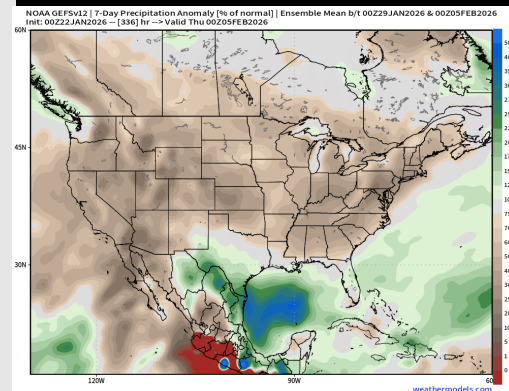 NOAA GEFSv12 | 7-Day Precipitation Anomaly [% of normal] | Ensemble Mean b/t 00Z29JAN2026 & 00Z05FEB2026
Init: 00Z22JAN2026 -- [336] hr --> Valid Thu 00Z05FEB2026
60N
45N
30N
120W
90W
60
weathermodels.com